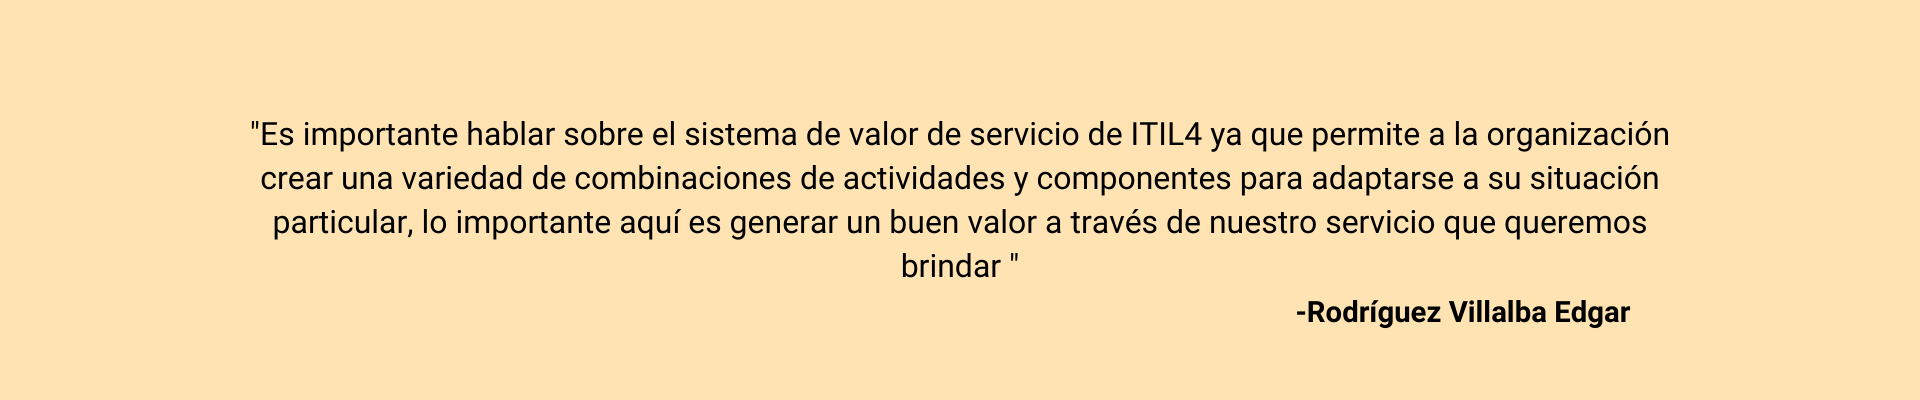 "Es importante hablar sobre el sistema de valor de servicio de ITIL4 ya que permite a la organización
crear una variedad de combinaciones de actividades y componentes para adaptarse a su situación
particular, lo importante aquí es generar un buen valor a través de nuestro servicio que queremos
brindar "
-Rodríguez Villalba Edgar